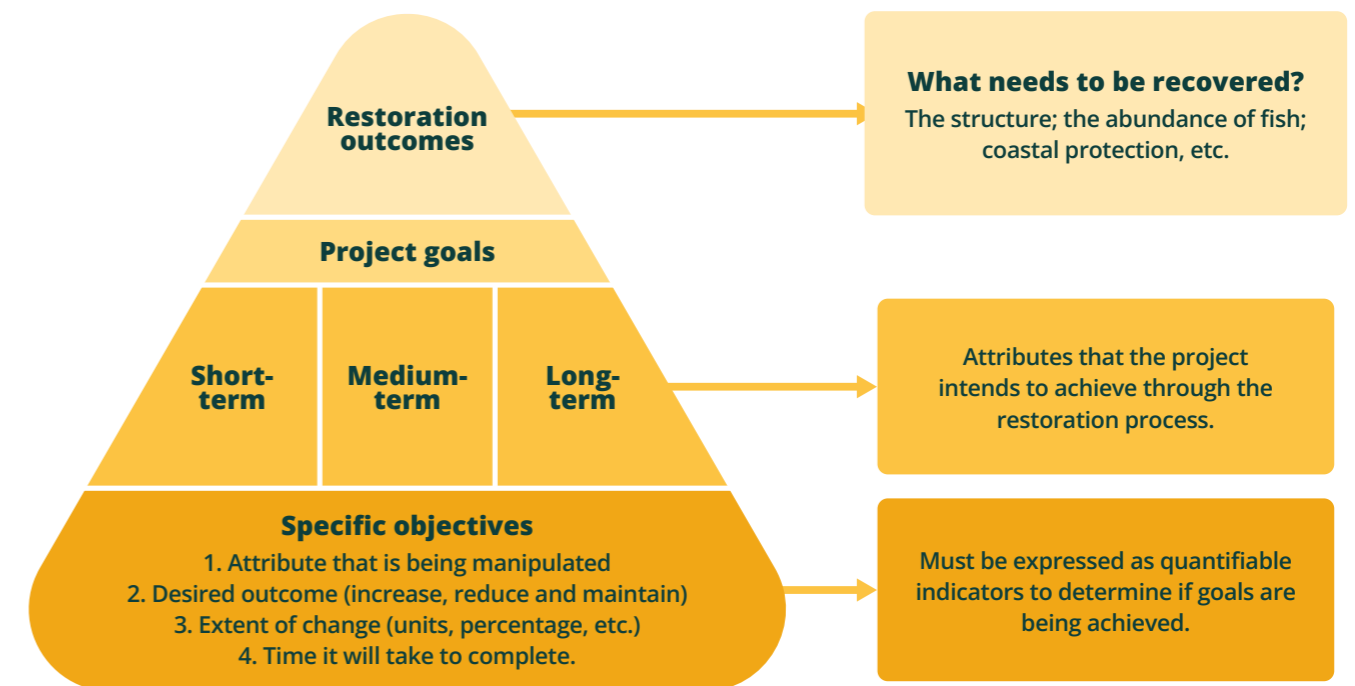 Restoration
outcomes
What needs to be recovered?
The structure; the abundance of fish;
coastal protection, etc.
Project goals
Short-
term
Medium-
term
Long-
term
Attributes that the project
intends to achieve through the
restoration process.
Specific objectives
1. Attribute that is being manipulated
2. Desired outcome (increase, reduce and maintain)
3. Extent of change (units, percentage, etc.)
4. Time it will take to complete.
Must be expressed as quantifiable
indicators to determine if goals are
being achieved.